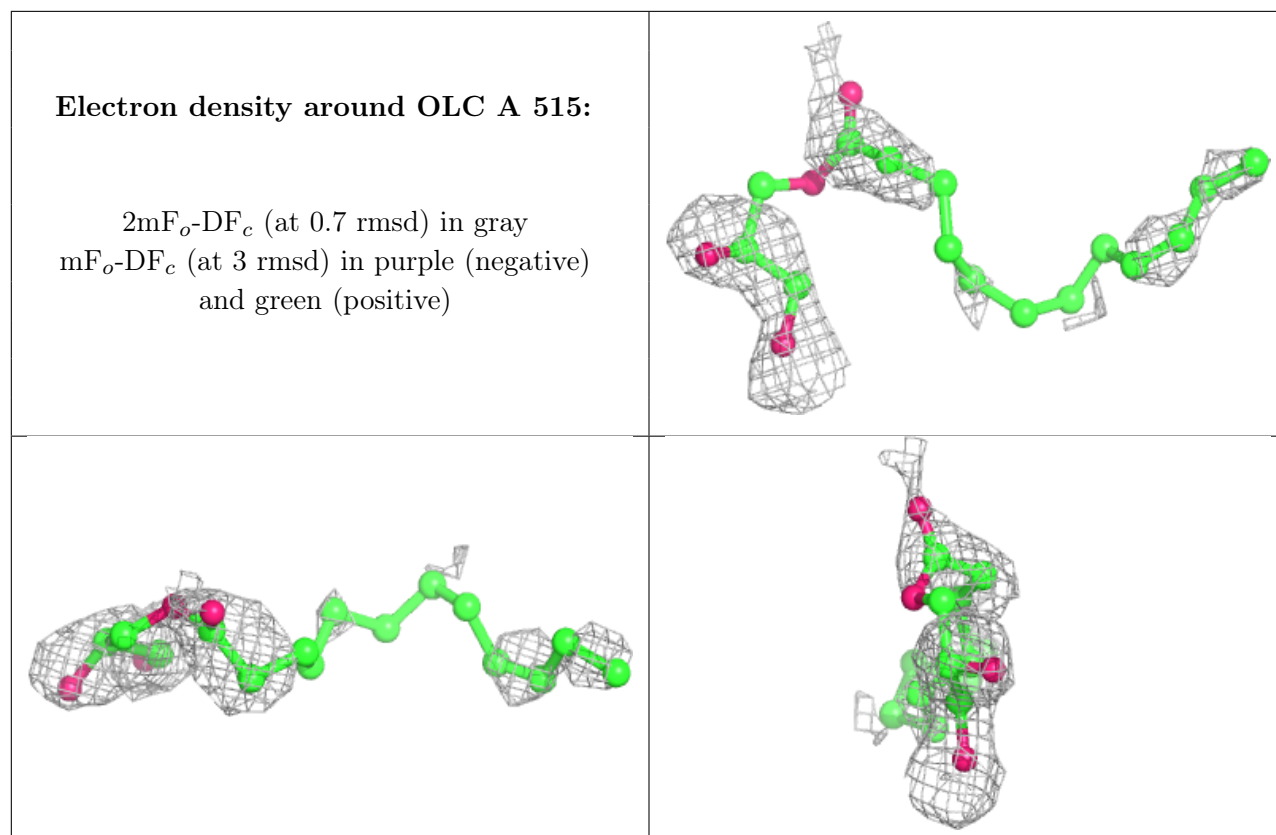 Electron density around OLC A 515:
2mFo-DFc (at 0.7 rmsd) in gray
mFo-DFc (at 3 rmsd) in purple (negative)
and green (positive)